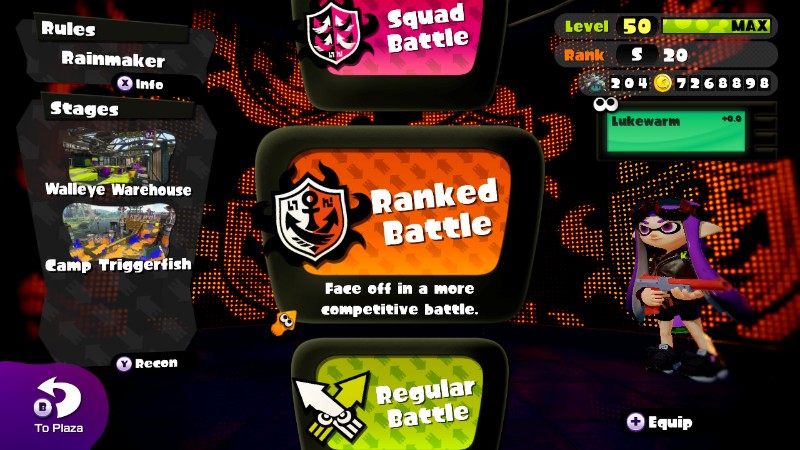 Rules
Rainmaker
X Info
Stages
Walleye Warehouse
Camp Triggerfish
Y Recon
B
To Plaza
Squad
Battle
Ranked
Battle
Face off in a more
competitive battle.
Regular
Battle
Level 50 MAX
Rank S 20
204 7268898
Lukewarm +0.0
+ Equip